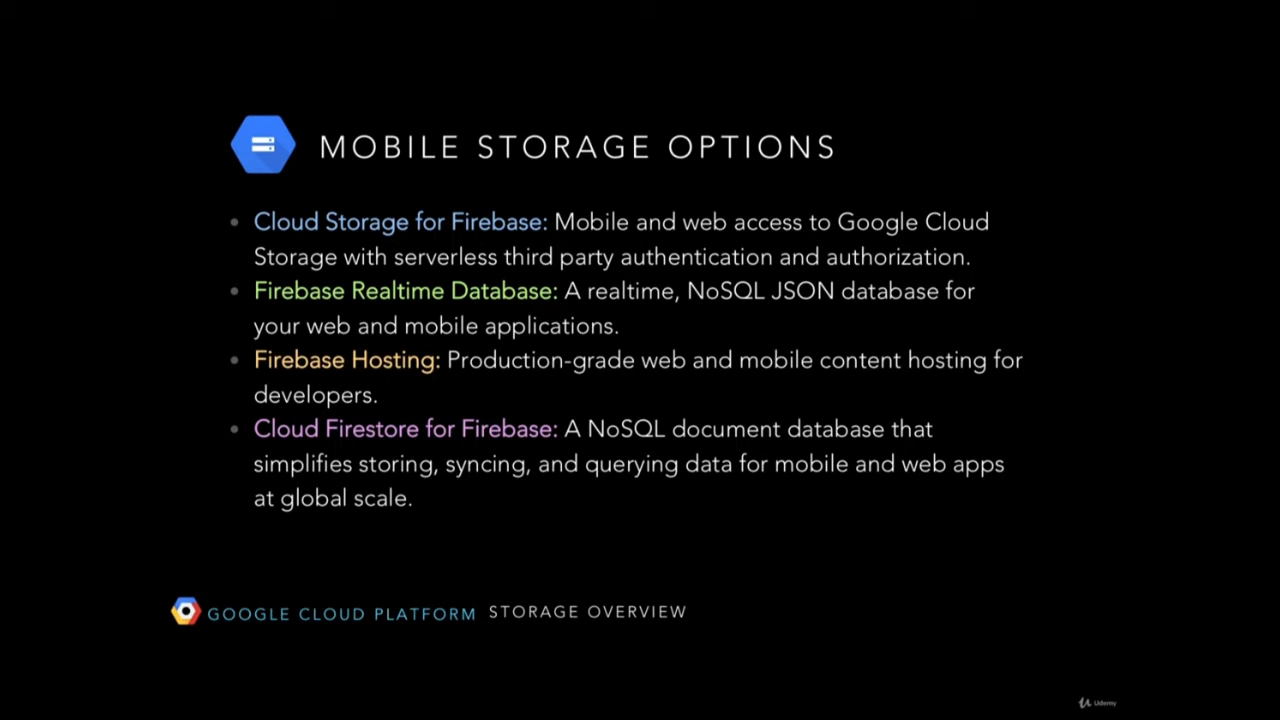 MOBILE STORAGE OPTIONS
• Cloud Storage for Firebase: Mobile and web access to Google Cloud
Storage with serverless third party authentication and authorization.
• Firebase Realtime Database: A realtime, NoSQL JSON database for
your web and mobile applications.
• Firebase Hosting: Production-grade web and mobile content hosting for
developers.
• Cloud Firestore for Firebase: A NoSQL document database that
simplifies storing, syncing, and querying data for mobile and web apps
at global scale.
GOOGLE CLOUD PLATFORM STORAGE OVERVIEW
Udemy